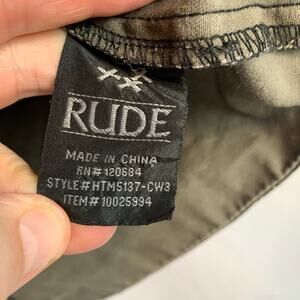 RUDE
MADE IN CHINA
RN#120684
STYLE#HTM5137-CW3
ITEM#10025994